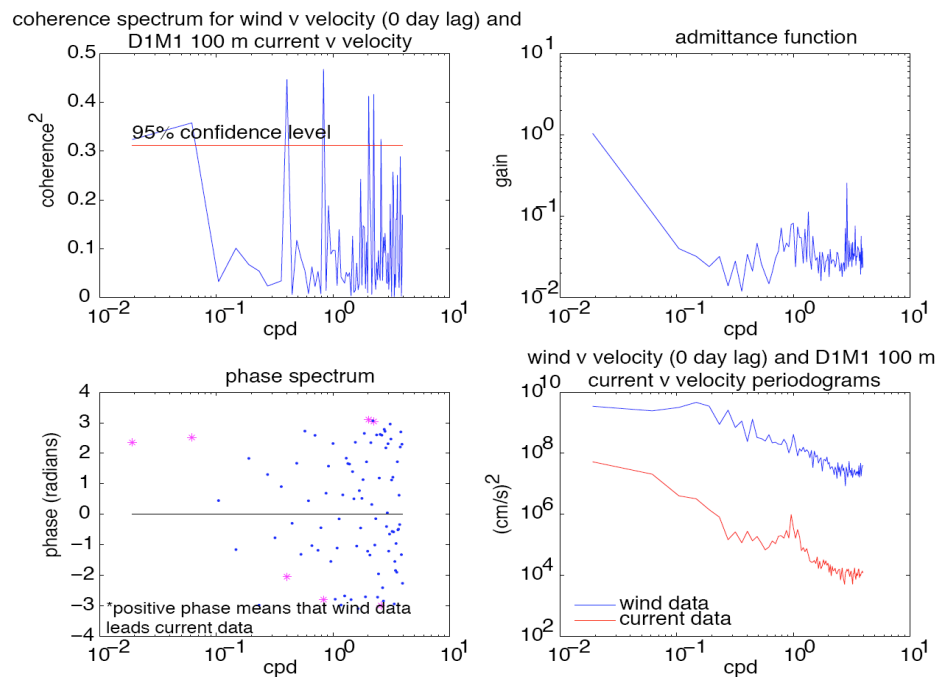 coherence spectrum for wind v velocity (0 day lag) and
D1M1 100 m current v velocity
0.5
0.4
0.3
0.2
0.1
0
coherence²
95% confidence level
10⁻² 10⁻¹ 10⁰ 10¹
cpd
admittance function
10¹
10⁰
10⁻¹
10⁻²
gain
10⁻² 10⁻¹ 10⁰ 10¹
cpd
phase spectrum
4
3
2
1
0
-1
-2
-3
-4
phase (radians)
*positive phase means that wind data
leads current data
10⁻² 10⁻¹ 10⁰ 10¹
cpd
wind v velocity (0 day lag) and D1M1 100 m
current v velocity periodograms
10¹⁰
10⁸
10⁶
10⁴
10²
(cm/s)²
wind data
current data
10⁻² 10⁻¹ 10⁰ 10¹
cpd